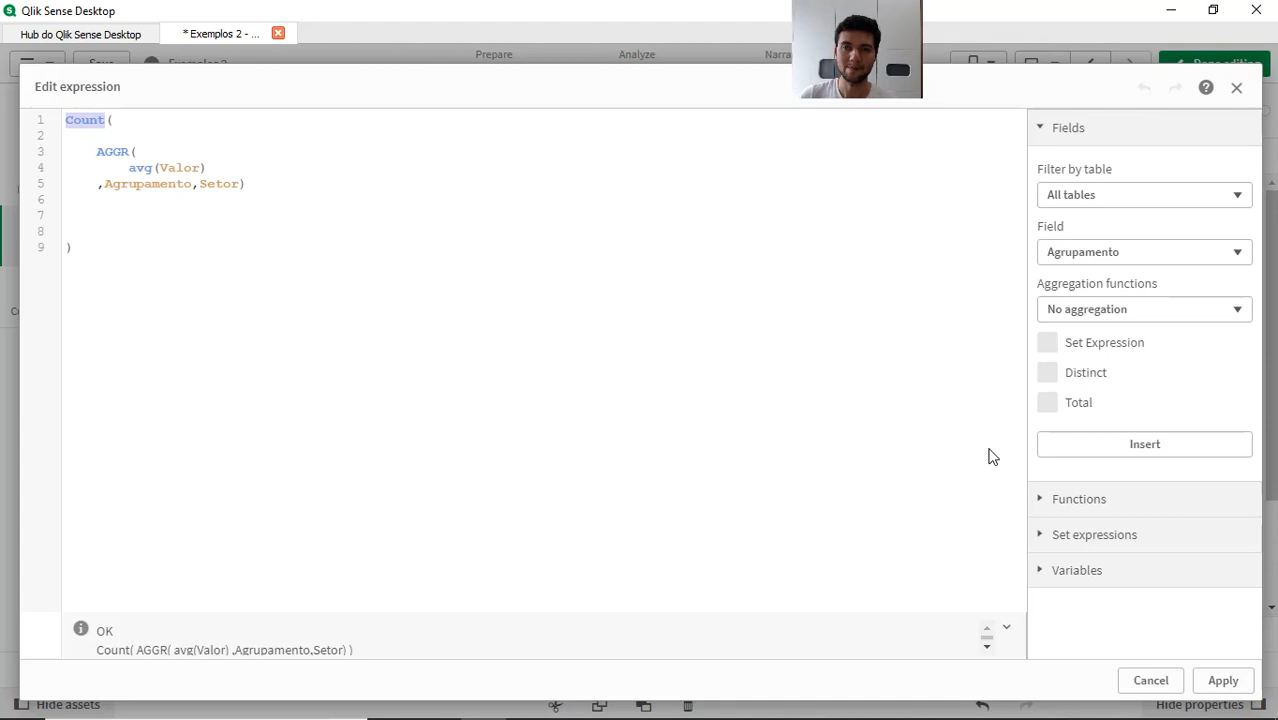 Qlik Sense Desktop
Hub do Qlik Sense Desktop
* Exemplos 2 - ...
Prepare
Analyze
Edit expression
1 Count(
2
3 AGGR(
4 avg(Valor)
5 ,Agrupamento,Setor)
6
7
8
9 )
Fields
Filter by table
All tables
Field
Agrupamento
Aggregation functions
No aggregation
Set Expression
Distinct
Total
Insert
Functions
Set expressions
Variables
OK
Count( AGGR( avg(Valor) ,Agrupamento,Setor) )
Cancel
Apply
Hide assets
Hide properties